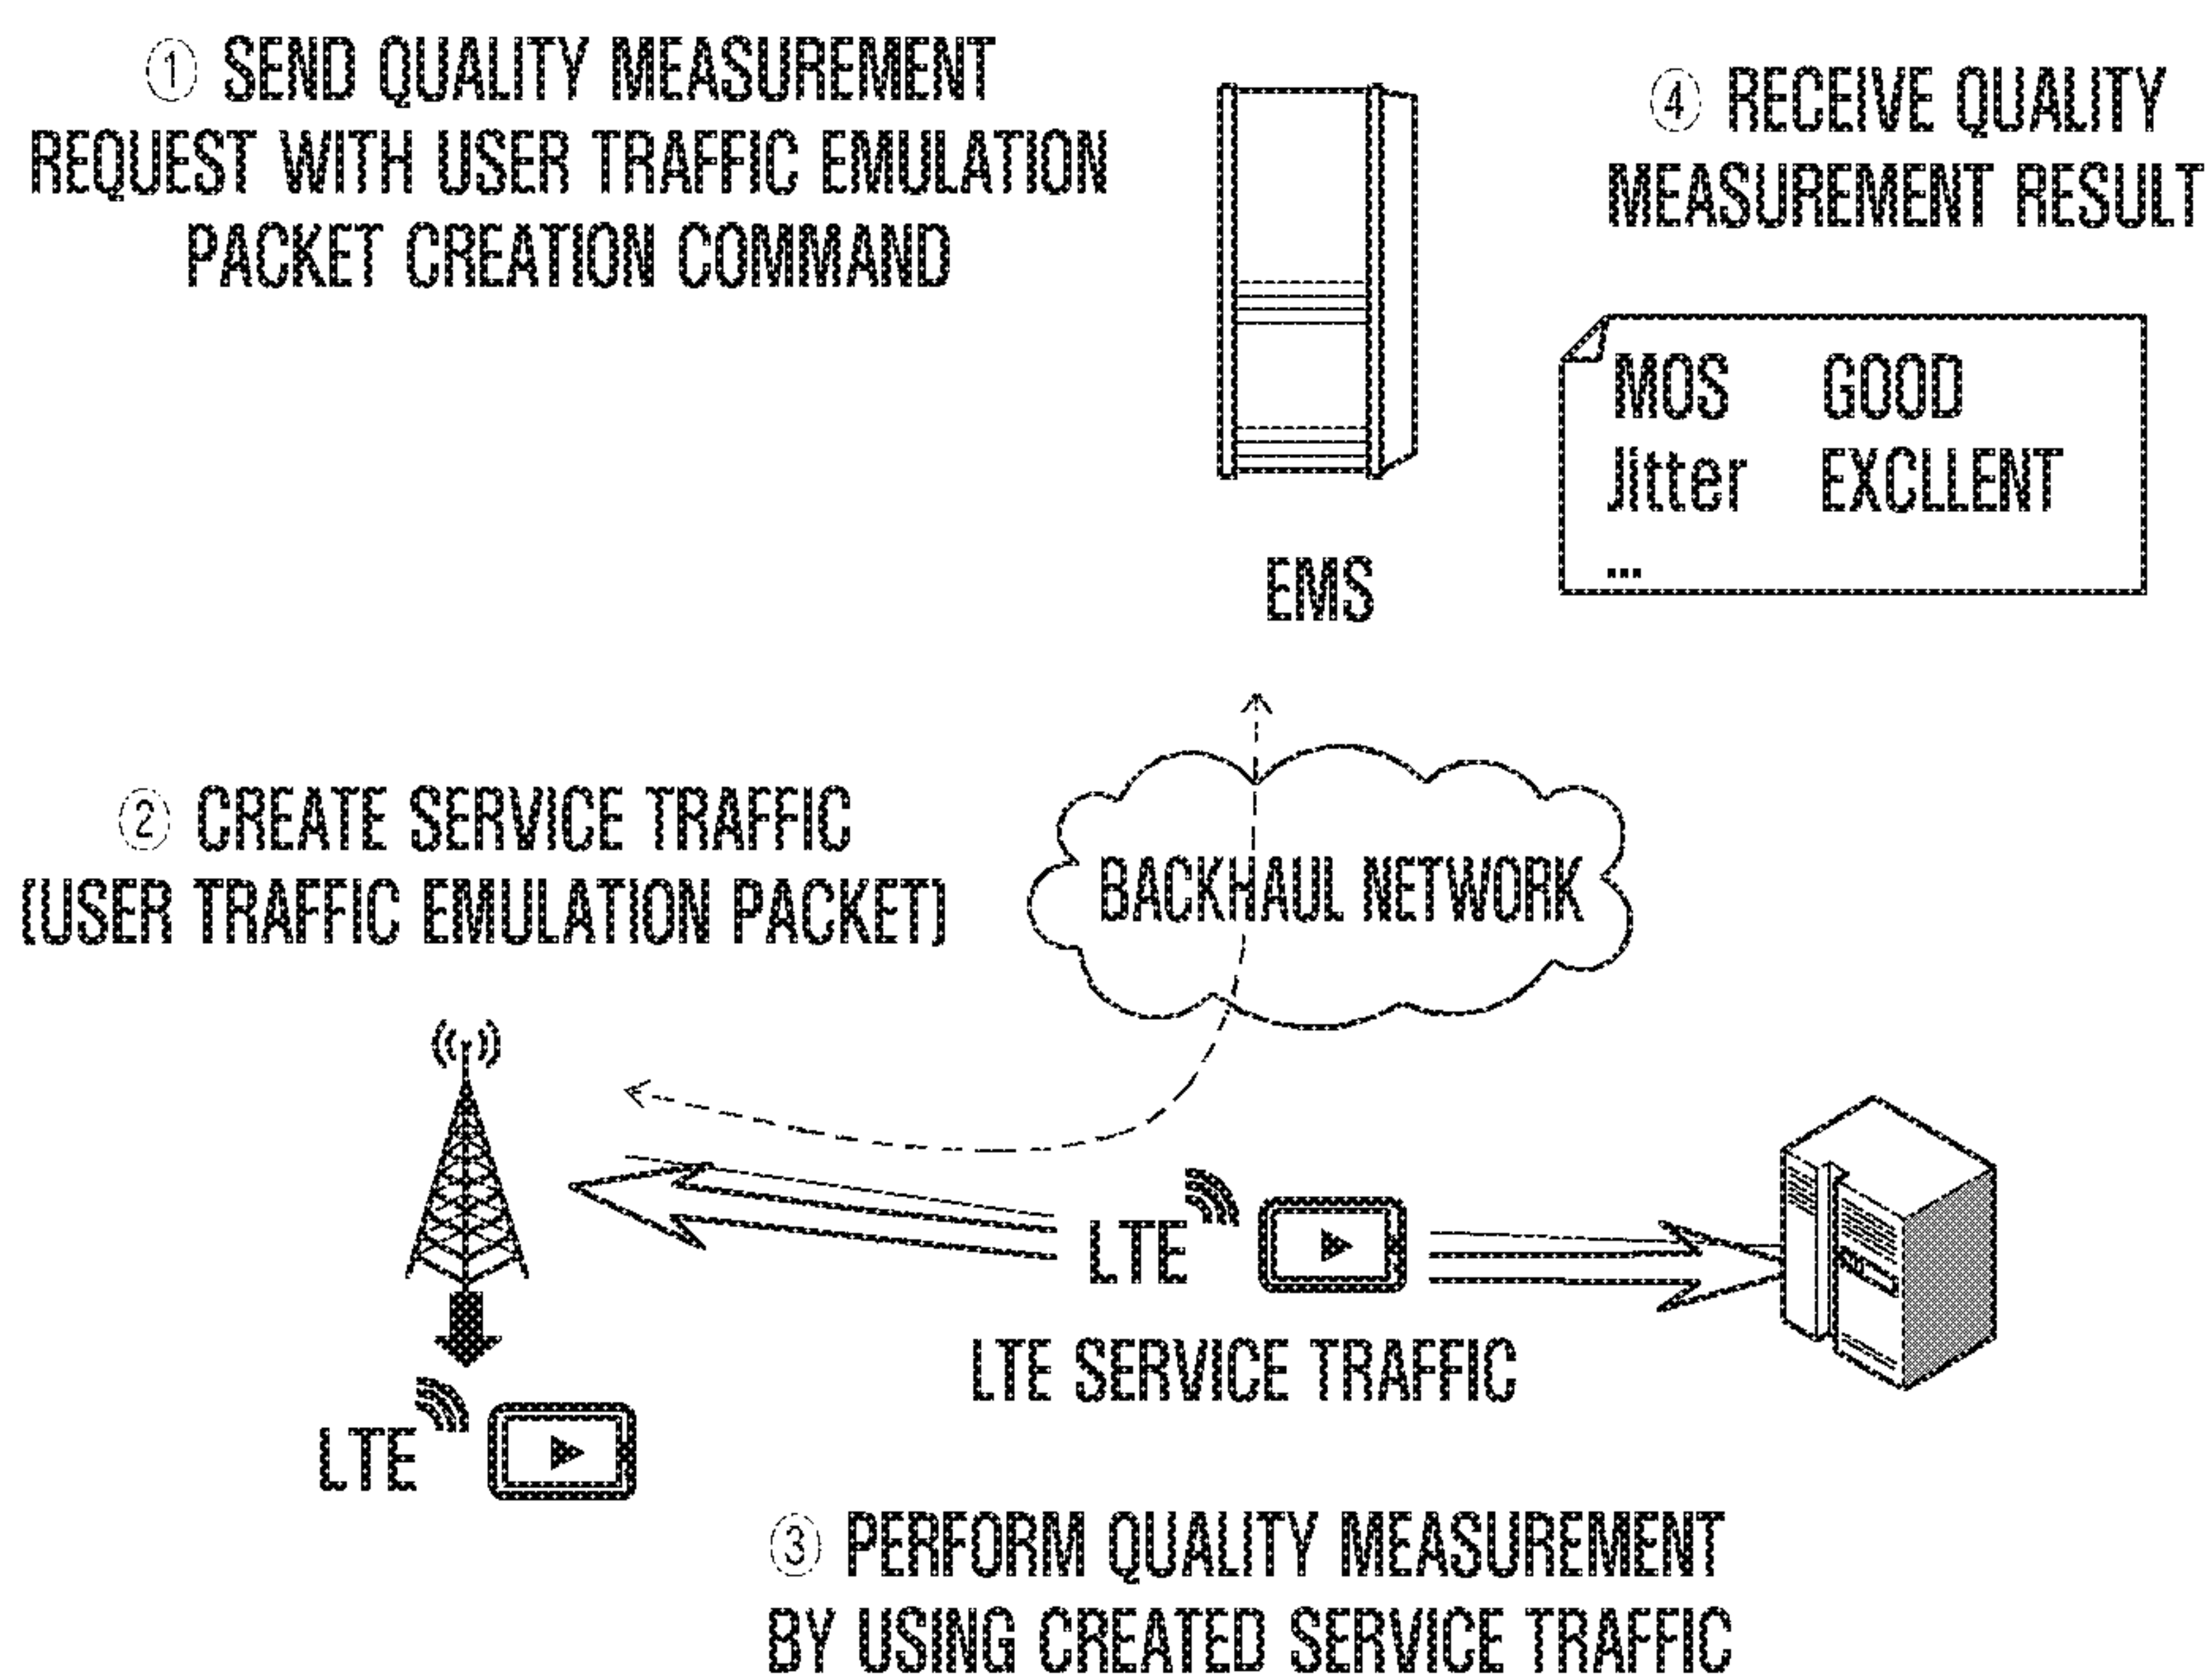 ① SEND QUALITY MEASUREMENT
REQUEST WITH USER TRAFFIC EMULATION
PACKET CREATION COMMAND
④ RECEIVE QUALITY
MEASUREMENT RESULT
MOS GOOD
Jitter EXCLLENT
...
EMS
② CREATE SERVICE TRAFFIC
(USER TRAFFIC EMULATION PACKET)
BACKHAUL NETWORK
LTE
LTE SERVICE TRAFFIC
LTE
③ PERFORM QUALITY MEASUREMENT
BY USING CREATED SERVICE TRAFFIC